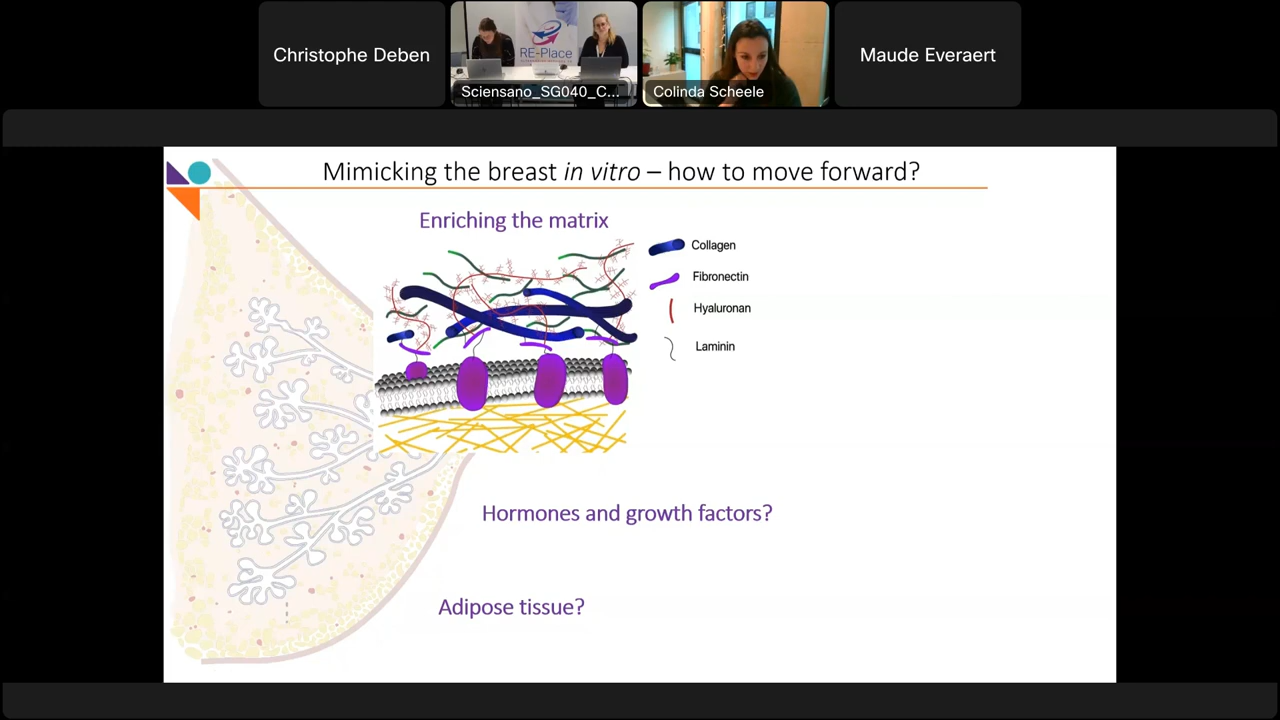 Christophe Deben
RE-Place
Sciensano_SG040_C...
Colinda Scheele
Maude Everaert
Mimicking the breast in vitro – how to move forward?
Enriching the matrix
Collagen
Fibronectin
Hyaluronan
Laminin
Hormones and growth factors?
Adipose tissue?